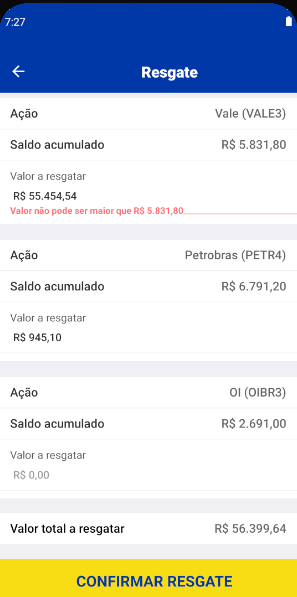 7:27
Resgate
Ação Vale (VALE3)
Saldo acumulado R$ 5.831,80
Valor a resgatar
R$ 55.454,54
Valor não pode ser maior que R$ 5.831,80
Ação Petrobras (PETR4)
Saldo acumulado R$ 6.791,20
Valor a resgatar
R$ 945,10
Ação OI (OIBR3)
Saldo acumulado R$ 2.691,00
Valor a resgatar
R$ 0,00
Valor total a resgatar R$ 56.399,64
CONFIRMAR RESGATE